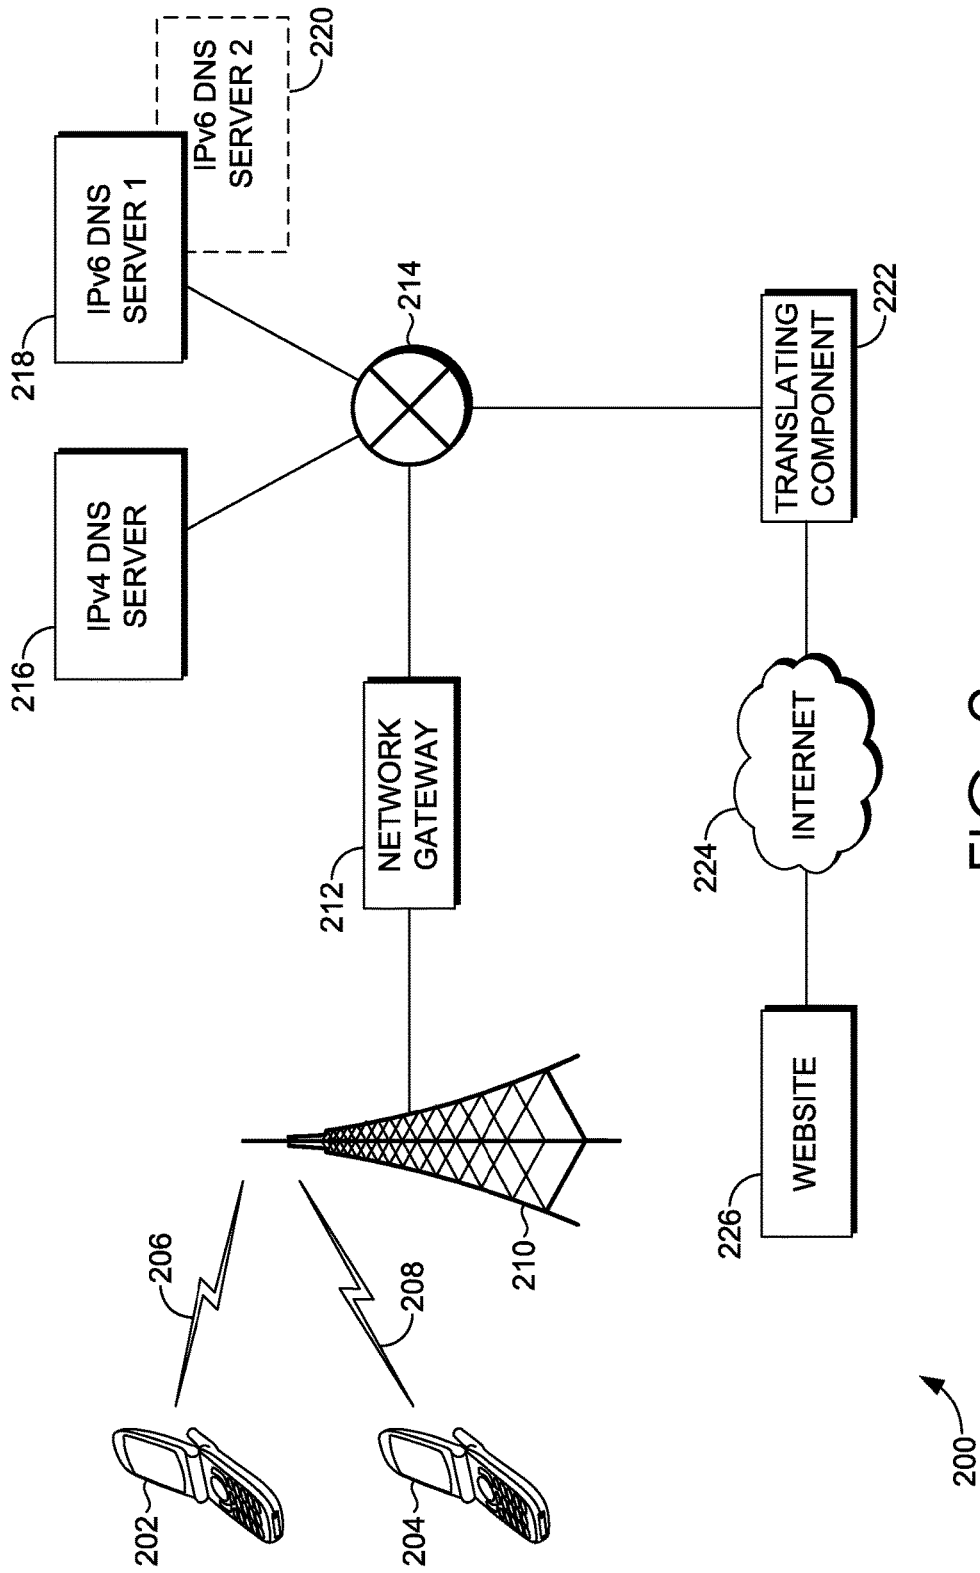 216
218
IPv4 DNS
SERVER
IPv6 DNS
SERVER 1
IPv6 DNS
SERVER 2
220
202
206
212
NETWORK
GATEWAY
214
204
208
210
224
226
WEBSITE
INTERNET
TRANSLATING
COMPONENT
222
200